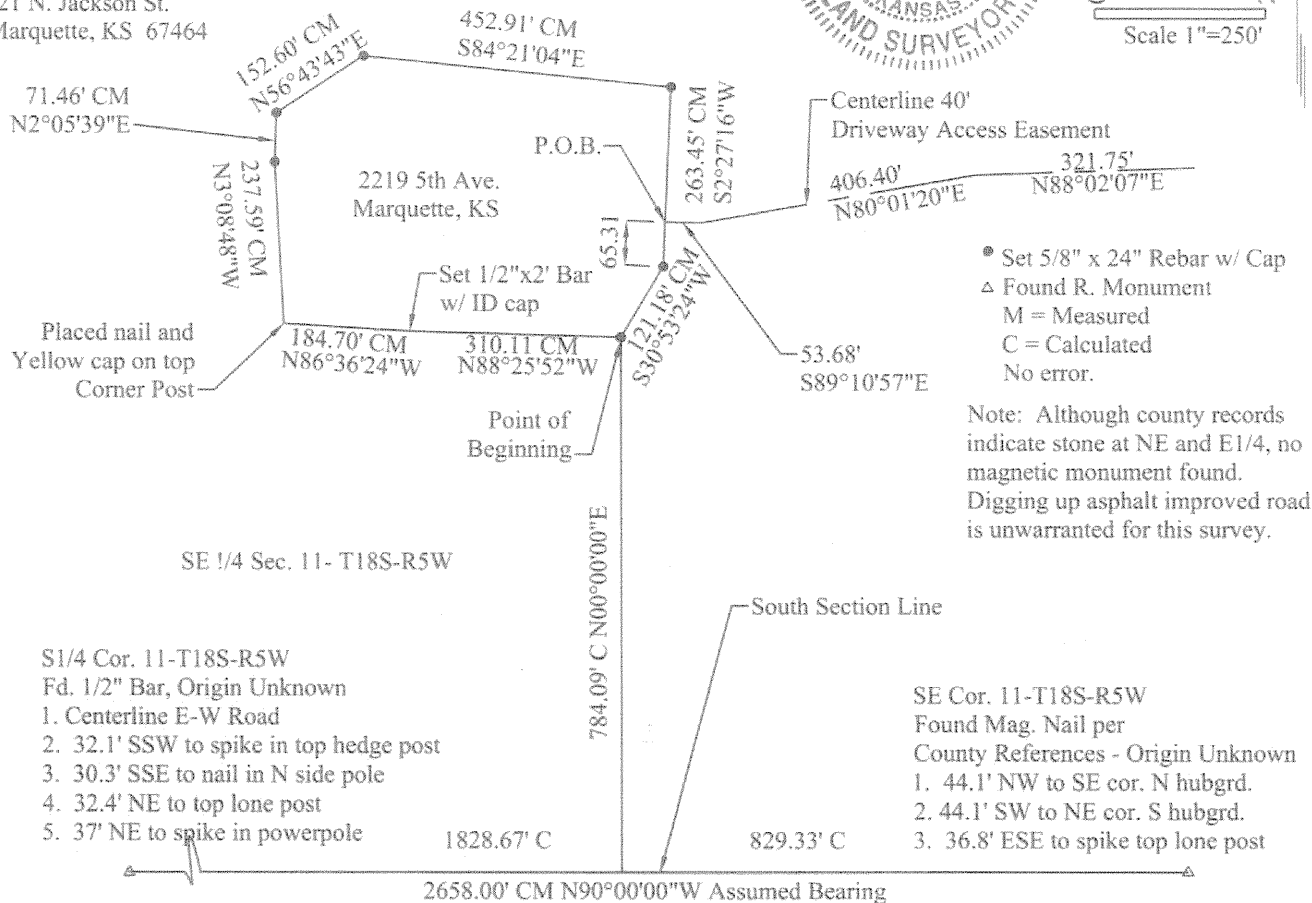 21 N. Jackson St.
Marquette, KS 67464
KANSAS
LAND SURVEYOR
Scale 1"=250'
152.60' CM
N56°43'43"E
452.91' CM
S84°21'04"E
71.46' CM
N2°05'39"E
263.45' CM
S2°27'16"W
Centerline 40'
Driveway Access Easement
P.O.B.
406.40'
N80°01'20"E
321.75'
N88°02'07"E
2219 5th Ave.
Marquette, KS
237.59' CM
N3°08'48"W
65.31
Set 1/2"x2' Bar
w/ ID cap
121.18' CM
S30°53'24"W
Set 5/8" x 24" Rebar w/ Cap
Found R. Monument
M = Measured
C = Calculated
No error.
Placed nail and
Yellow cap on top
Corner Post
184.70' CM
N86°36'24"W
310.11 CM
N88°25'52"W
53.68'
S89°10'57"E
Point of
Beginning
Note: Although county records
indicate stone at NE and E1/4, no
magnetic monument found.
Digging up asphalt improved road
is unwarranted for this survey.
784.09' C N00°00'00"E
SE !/4 Sec. 11- T18S-R5W
South Section Line
S1/4 Cor. 11-T18S-R5W
Fd. 1/2" Bar, Origin Unknown
1. Centerline E-W Road
2. 32.1' SSW to spike in top hedge post
3. 30.3' SSE to nail in N side pole
4. 32.4' NE to top lone post
5. 37' NE to spike in powerpole
SE Cor. 11-T18S-R5W
Found Mag. Nail per
County References - Origin Unknown
1. 44.1' NW to SE cor. N hubgrd.
2. 44.1' SW to NE cor. S hubgrd.
3. 36.8' ESE to spike top lone post
1828.67' C
829.33' C
2658.00' CM N90°00'00"W Assumed Bearing